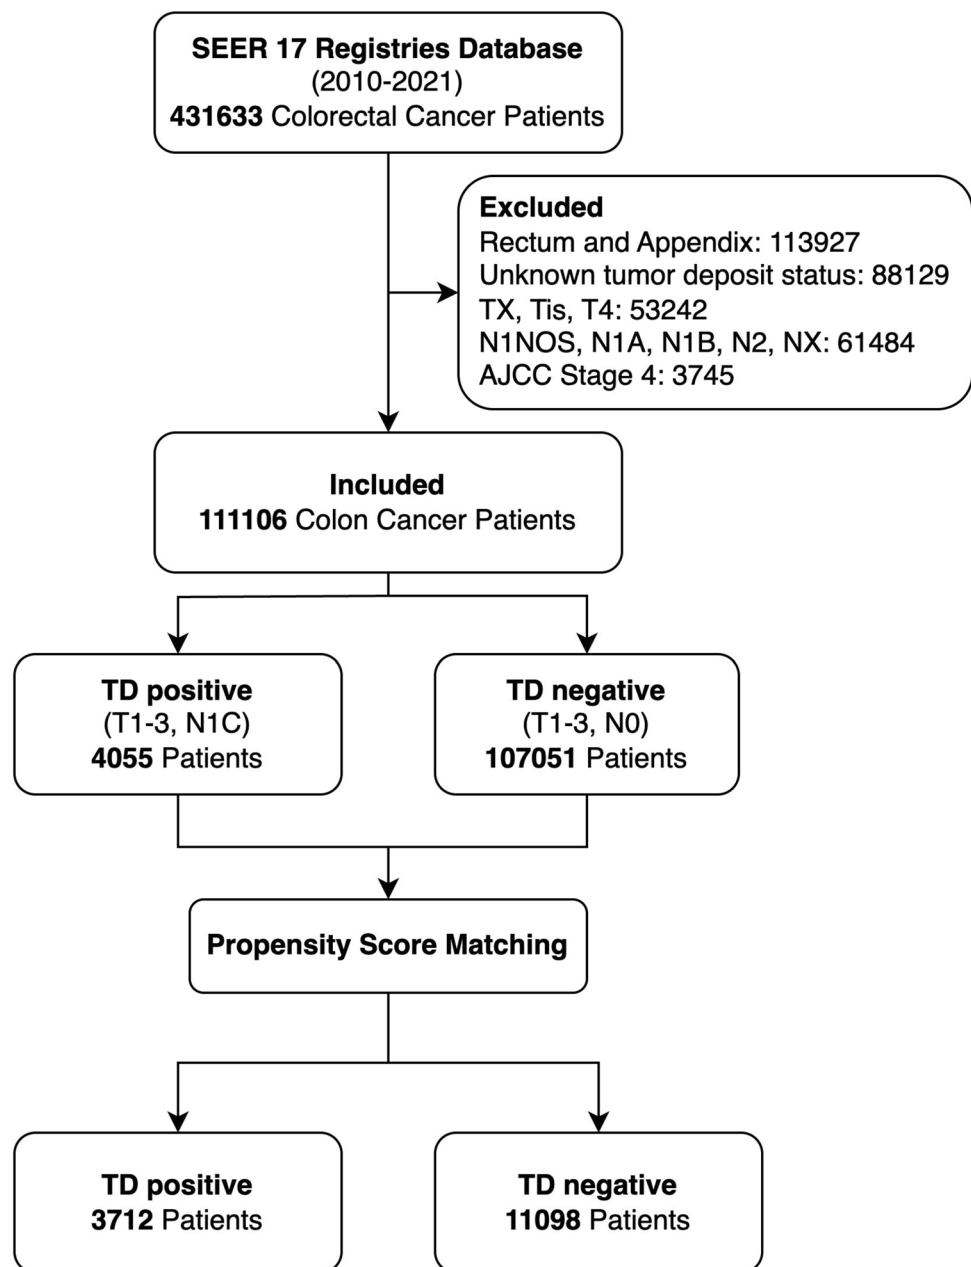 SEER 17 Registries Database
(2010-2021)
431633 Colorectal Cancer Patients
Excluded
Rectum and Appendix: 113927
Unknown tumor deposit status: 88129
TX, Tis, T4: 53242
N1NOS, N1A, N1B, N2, NX: 61484
AJCC Stage 4: 3745
Included
111106 Colon Cancer Patients
TD positive
(T1-3, N1C)
4055 Patients
TD negative
(T1-3, N0)
107051 Patients
Propensity Score Matching
TD positive
3712 Patients
TD negative
11098 Patients